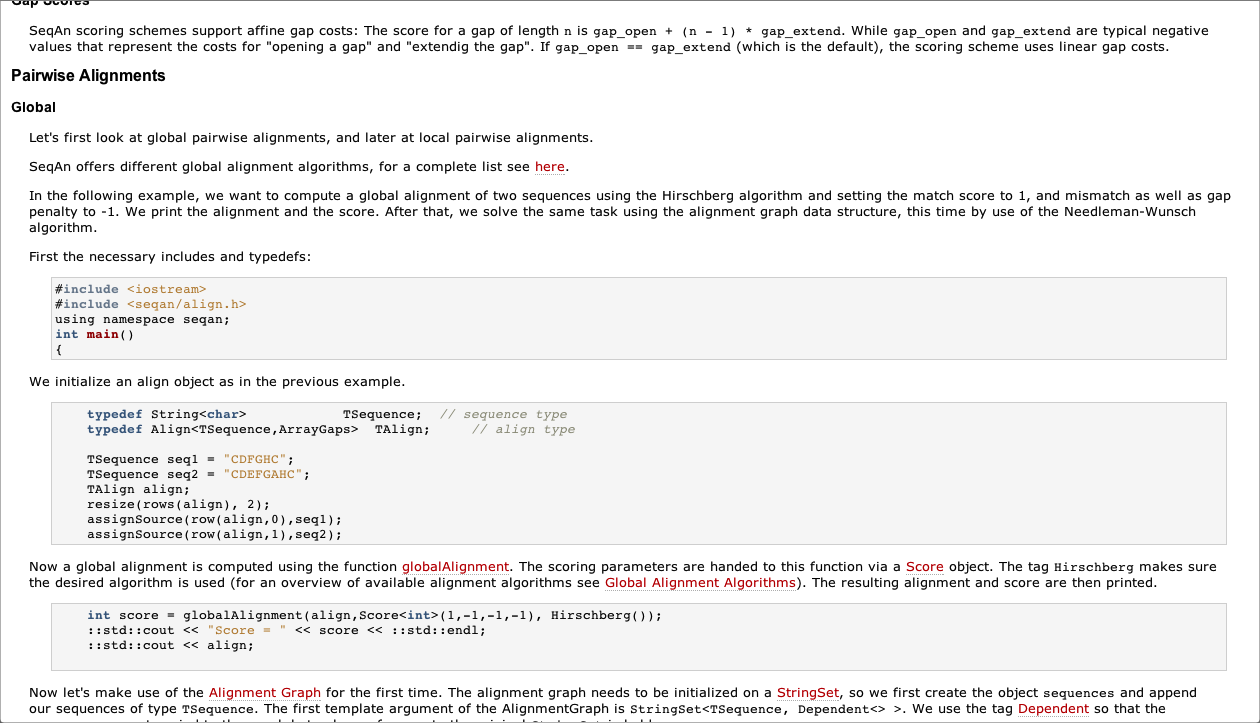 Gap Scores
SeqAn scoring schemes support affine gap costs: The score for a gap of length n is gap_open + (n - 1) * gap_extend. While gap_open and gap_extend are typical negative
values that represent the costs for "opening a gap" and "extendig the gap". If gap_open == gap_extend (which is the default), the scoring scheme uses linear gap costs.
Pairwise Alignments
Global
Let's first look at global pairwise alignments, and later at local pairwise alignments.
SeqAn offers different global alignment algorithms, for a complete list see here.
In the following example, we want to compute a global alignment of two sequences using the Hirschberg algorithm and setting the match score to 1, and mismatch as well as gap
penalty to -1. We print the alignment and the score. After that, we solve the same task using the alignment graph data structure, this time by use of the Needleman-Wunsch
algorithm.
First the necessary includes and typedefs:
#include <iostream>
#include <seqan/align.h>
using namespace seqan;
int main()
{
We initialize an align object as in the previous example.
typedef String<char> TSequence; // sequence type
typedef Align<TSequence,ArrayGaps> TAlign; // align type
TSequence seq1 = "CDFGHC";
TSequence seq2 = "CDEFGAHC";
TAlign align;
resize(rows(align), 2);
assignSource(row(align,0),seq1);
assignSource(row(align,1),seq2);
Now a global alignment is computed using the function globalAlignment. The scoring parameters are handed to this function via a Score object. The tag Hirschberg makes sure
the desired algorithm is used (for an overview of available alignment algorithms see Global Alignment Algorithms). The resulting alignment and score are then printed.
int score = globalAlignment(align,Score<int>(1,-1,-1,-1), Hirschberg());
::std::cout << "Score = " << score << ::std::endl;
::std::cout << align;
Now let's make use of the Alignment Graph for the first time. The alignment graph needs to be initialized on a StringSet, so we first create the object sequences and append
our sequences of type TSequence. The first template argument of the AlignmentGraph is StringSet<TSequence, Dependent<> >. We use the tag Dependent so that the